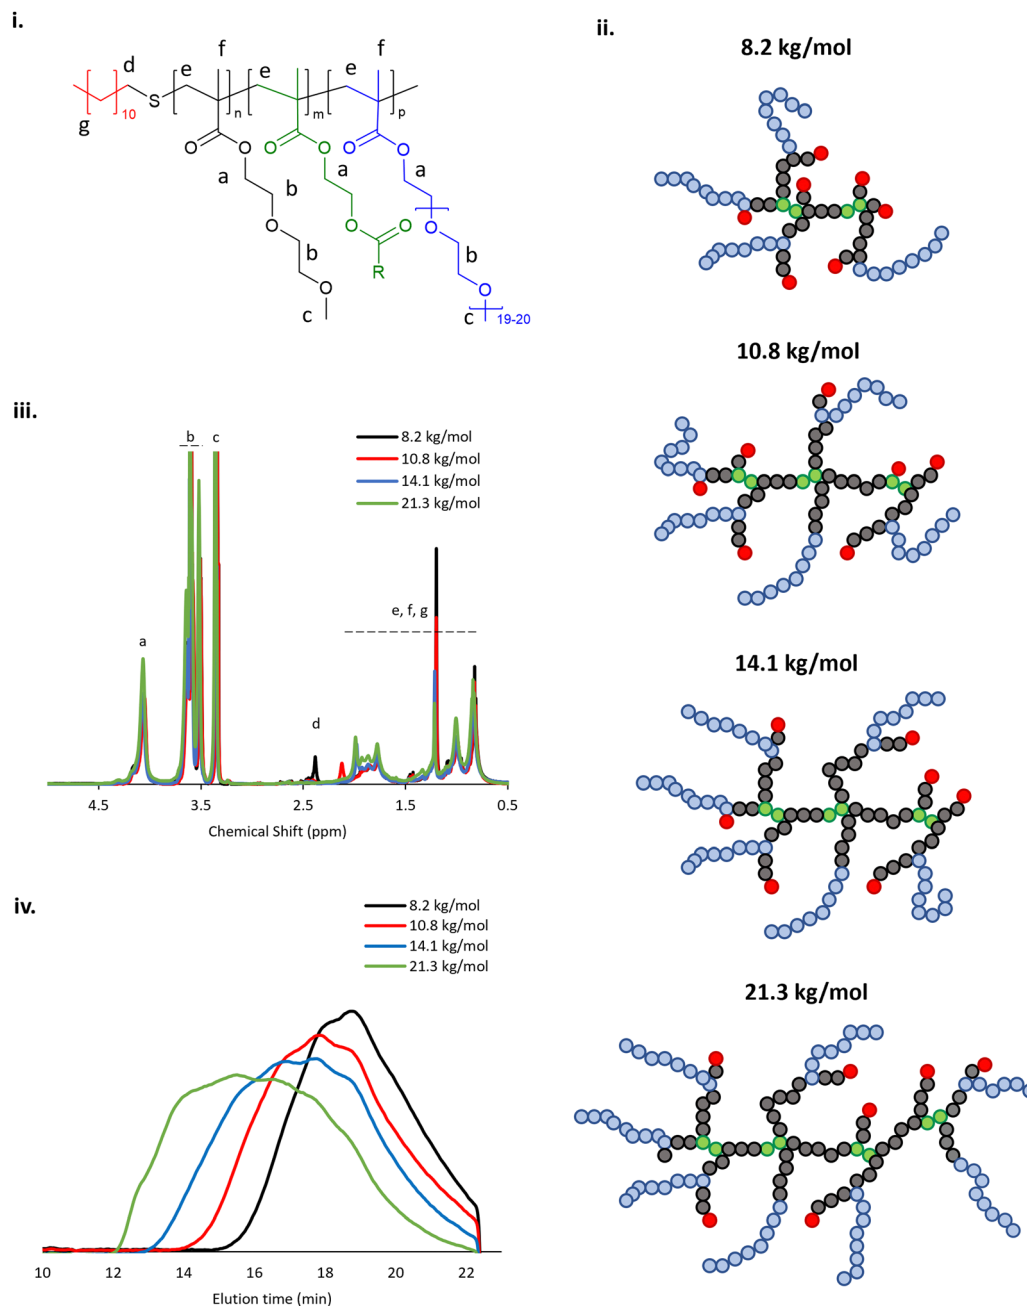 i.
d
f
f
e
e
e
S
n
m
p
10
g
O
O
O
O
O
O
a
a
a
b
O
O
O
b
b
R
O
O
c
c
19-20
ii.
8.2 kg/mol
10.8 kg/mol
14.1 kg/mol
21.3 kg/mol
iii.
b
c
8.2 kg/mol
10.8 kg/mol
14.1 kg/mol
21.3 kg/mol
e, f, g
a
d
4.5
3.5
2.5
1.5
0.5
Chemical Shift (ppm)
iv.
8.2 kg/mol
10.8 kg/mol
14.1 kg/mol
21.3 kg/mol
10
12
14
16
18
20
22
Elution time (min)